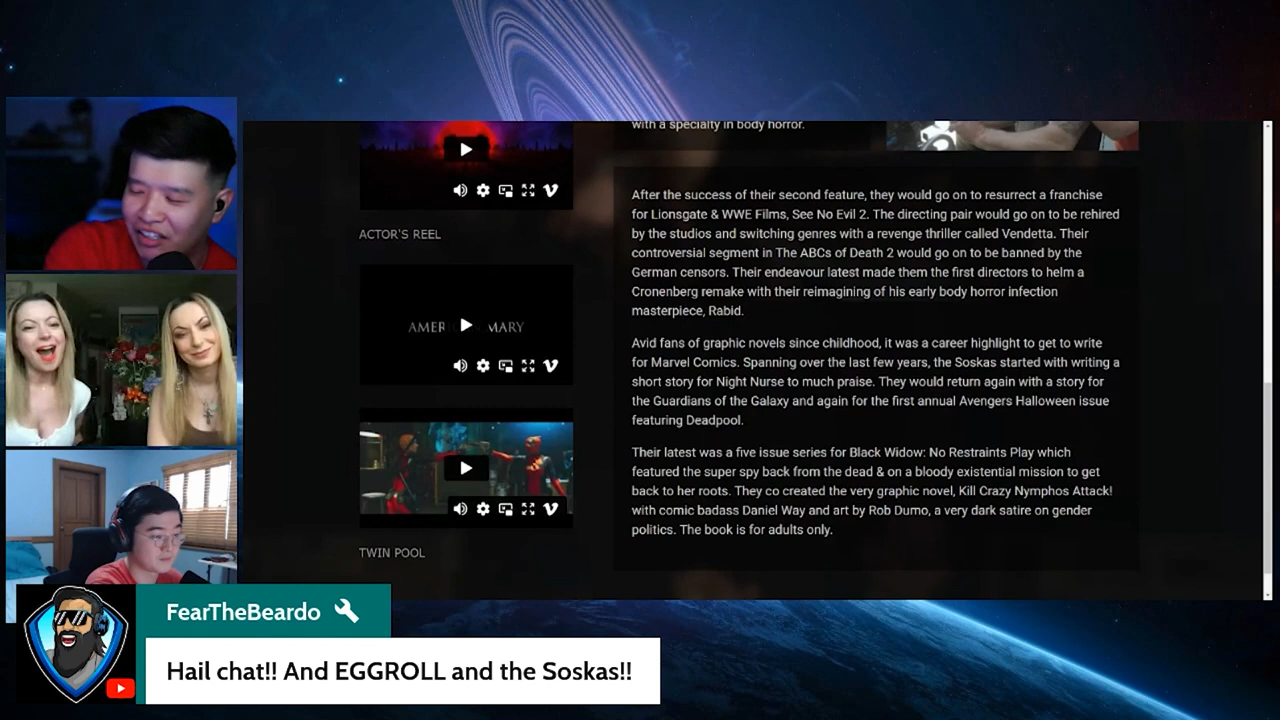 with a specialty in body horror.
ACTOR'S REEL
AMER MARY
TWIN POOL
After the success of their second feature, they would go on to resurrect a franchise
for Lionsgate & WWE Films, See No Evil 2. The directing pair would go on to be rehired
by the studios and switching genres with a revenge thriller called Vendetta. Their
controversial segment in The ABCs of Death 2 would go on to be banned by the
German censors. Their endeavour latest made them the first directors to helm a
Cronenberg remake with their reimagining of his early body horror infection
masterpiece, Rabid.
Avid fans of graphic novels since childhood, it was a career highlight to get to write
for Marvel Comics. Spanning over the last few years, the Soskas started with writing a
short story for Night Nurse to much praise. They would return again with a story for
the Guardians of the Galaxy and again for the first annual Avengers Halloween issue
featuring Deadpool.
Their latest was a five issue series for Black Widow: No Restraints Play which
featured the super spy back from the dead & on a bloody existential mission to get
back to her roots. They co created the very graphic novel, Kill Crazy Nymphos Attack!
with comic badass Daniel Way and art by Rob Dumo, a very dark satire on gender
politics. The book is for adults only.
FearTheBeardo
Hail chat!! And EGGROLL and the Soskas!!